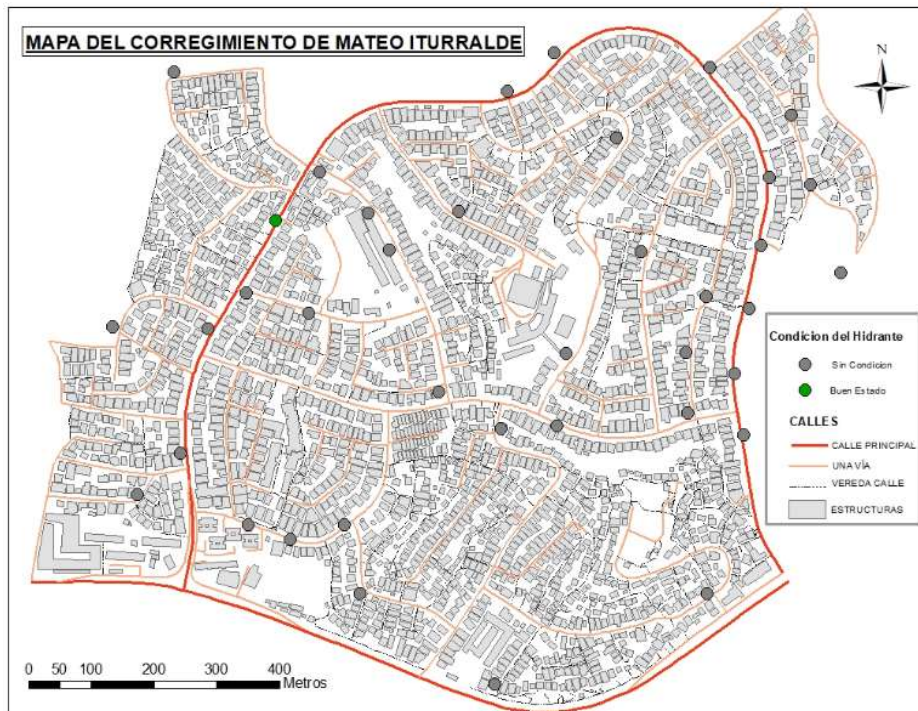 MAPA DEL CORREGIMIENTO DE MATEO ITURRALDE
N
Condicion del Hidrante
Sin Condicion
Buen Estado
CALLES
CALLE PRINCIPAL
UNA VÍA
VEREDA CALLE
ESTRUCTURAS
0 50 100 200 300 400
Metros